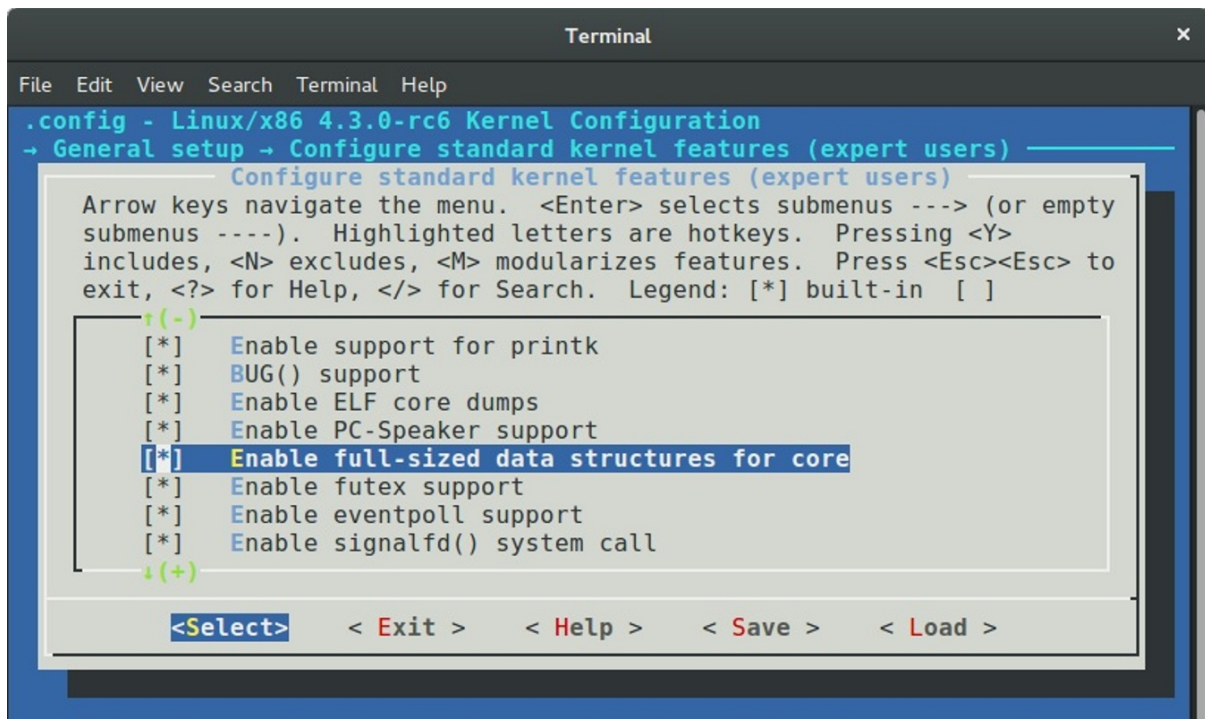 Terminal ×
File Edit View Search Terminal Help
.config - Linux/x86 4.3.0-rc6 Kernel Configuration
→ General setup → Configure standard kernel features (expert users)
Configure standard kernel features (expert users)
Arrow keys navigate the menu. <Enter> selects submenus ---> (or empty
submenus ----). Highlighted letters are hotkeys. Pressing <Y>
includes, <N> excludes, <M> modularizes features. Press <Esc><Esc> to
exit, <?> for Help, </> for Search. Legend: [*] built-in [ ]
↑(-)
[*] Enable support for printk
[*] BUG() support
[*] Enable ELF core dumps
[*] Enable PC-Speaker support
[*] Enable full-sized data structures for core
[*] Enable futex support
[*] Enable eventpoll support
[*] Enable signalfd() system call
↓(+)
<Select> < Exit > < Help > < Save > < Load >